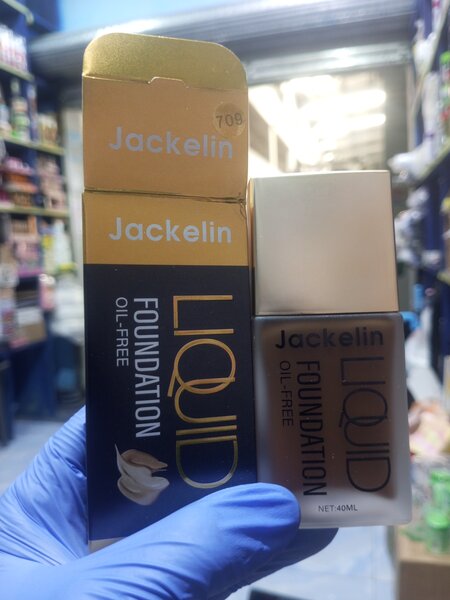 709
Jackelin
Jackelin
LIQUID
FOUNDATION
OIL-FREE
Jackelin
LIQUID
FOUNDATION
OIL-FREE
NET:40ML